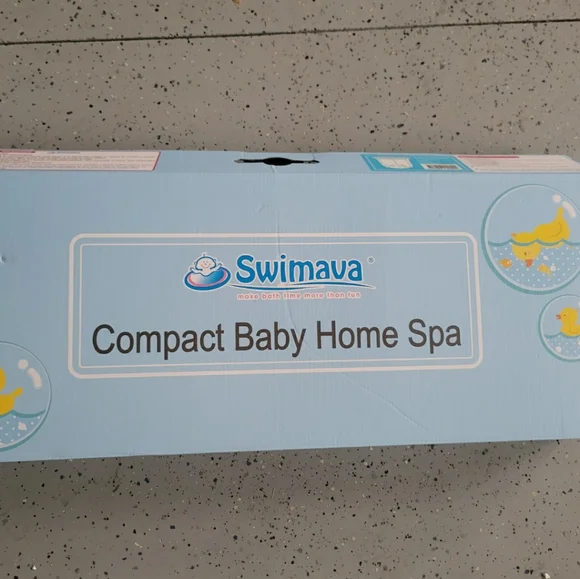 Swimava®
make bath time more than fun
Compact Baby Home Spa